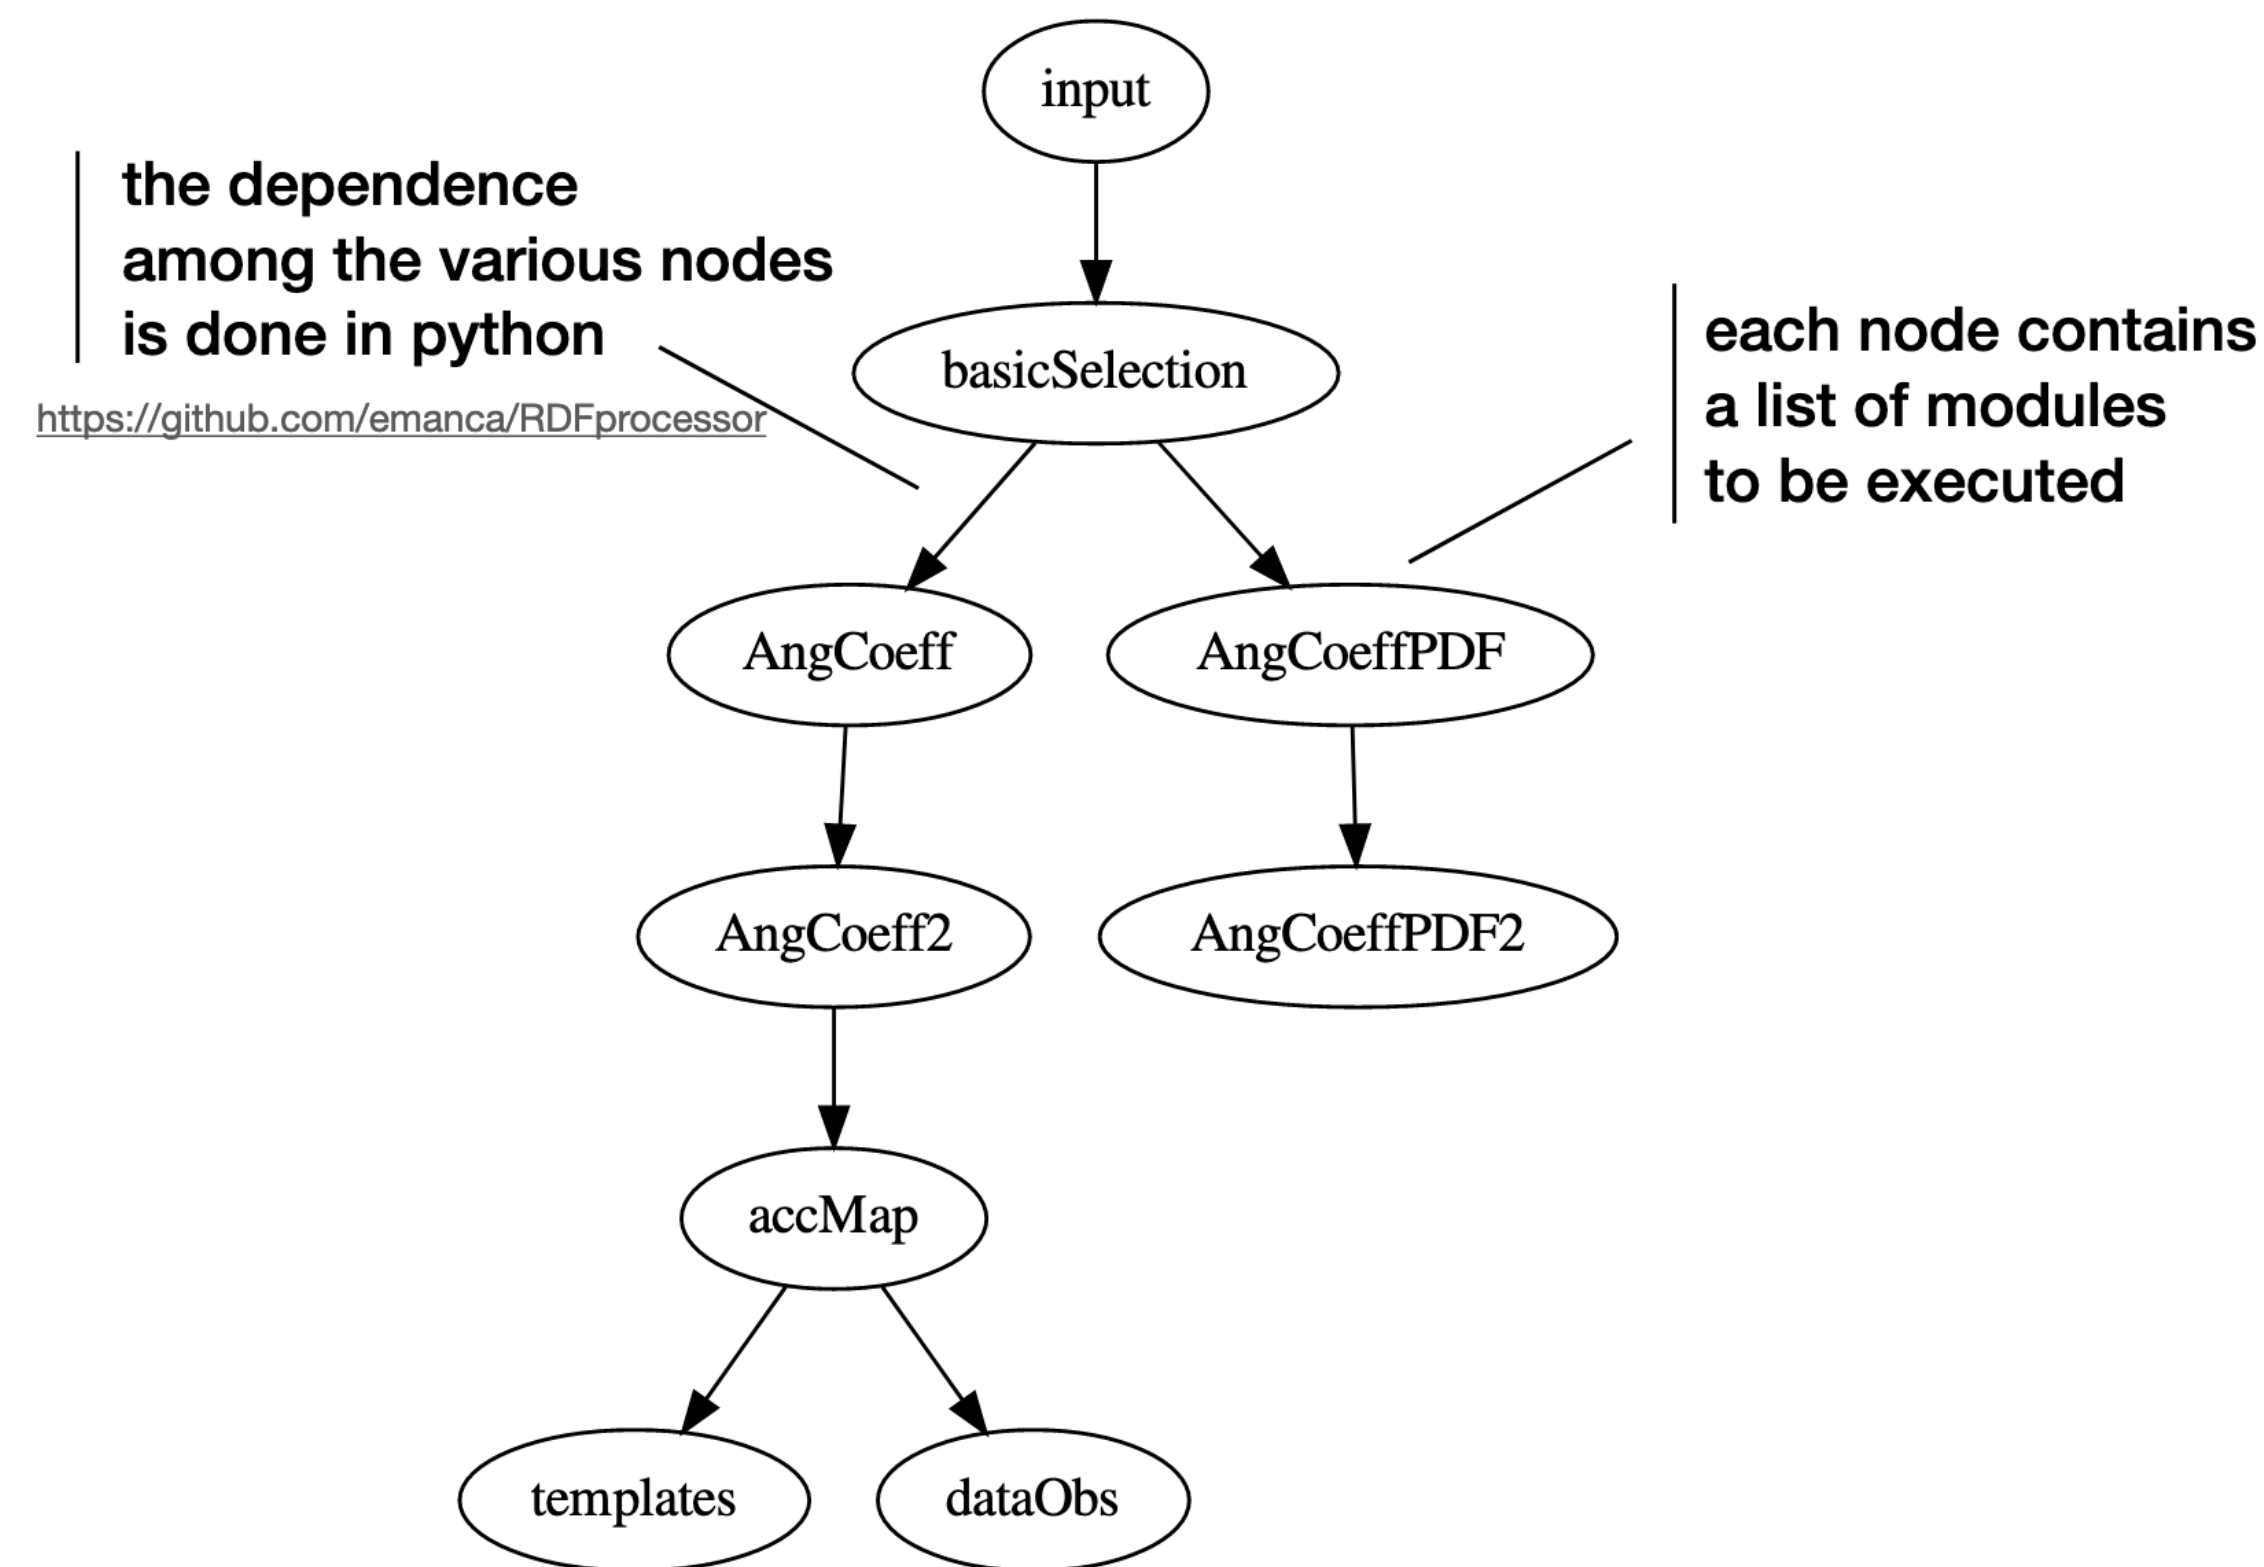 input
the dependence
among the various nodes
is done in python
https://github.com/emanca/RDFprocessor
basicSelection
each node contains
a list of modules
to be executed
AngCoeff
AngCoeffPDF
AngCoeff2
AngCoeffPDF2
accMap
templates
dataObs